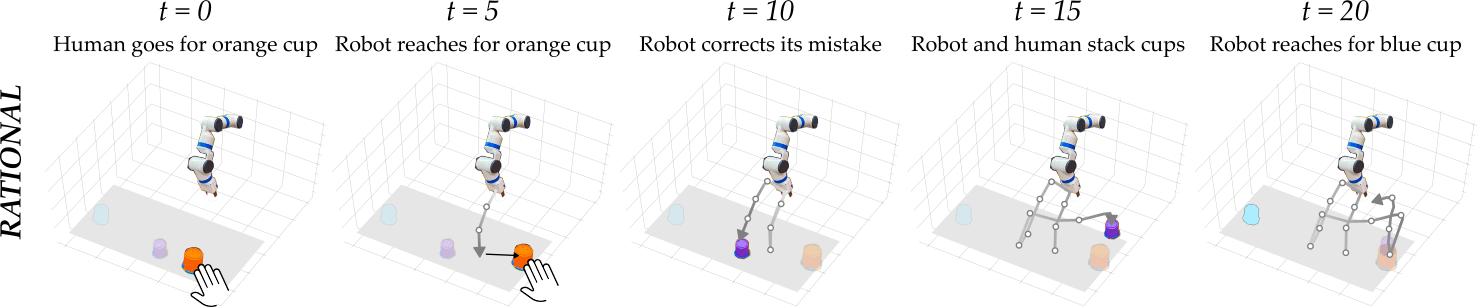 t = 0
t = 5
t = 10
t = 15
t = 20
Human goes for orange cup
Robot reaches for orange cup
Robot corrects its mistake
Robot and human stack cups
Robot reaches for blue cup
RATIONAL